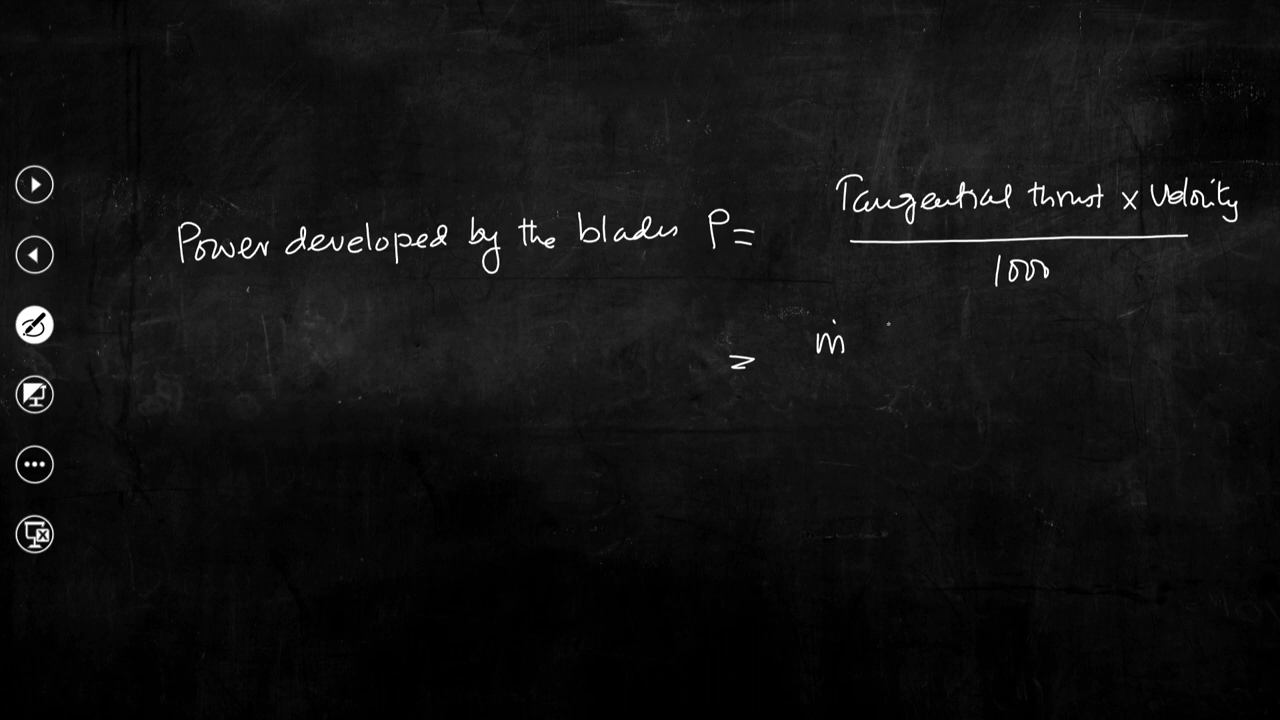 Power developed by the blades P = Tangential thrust × Velocity
1000
= ṁ